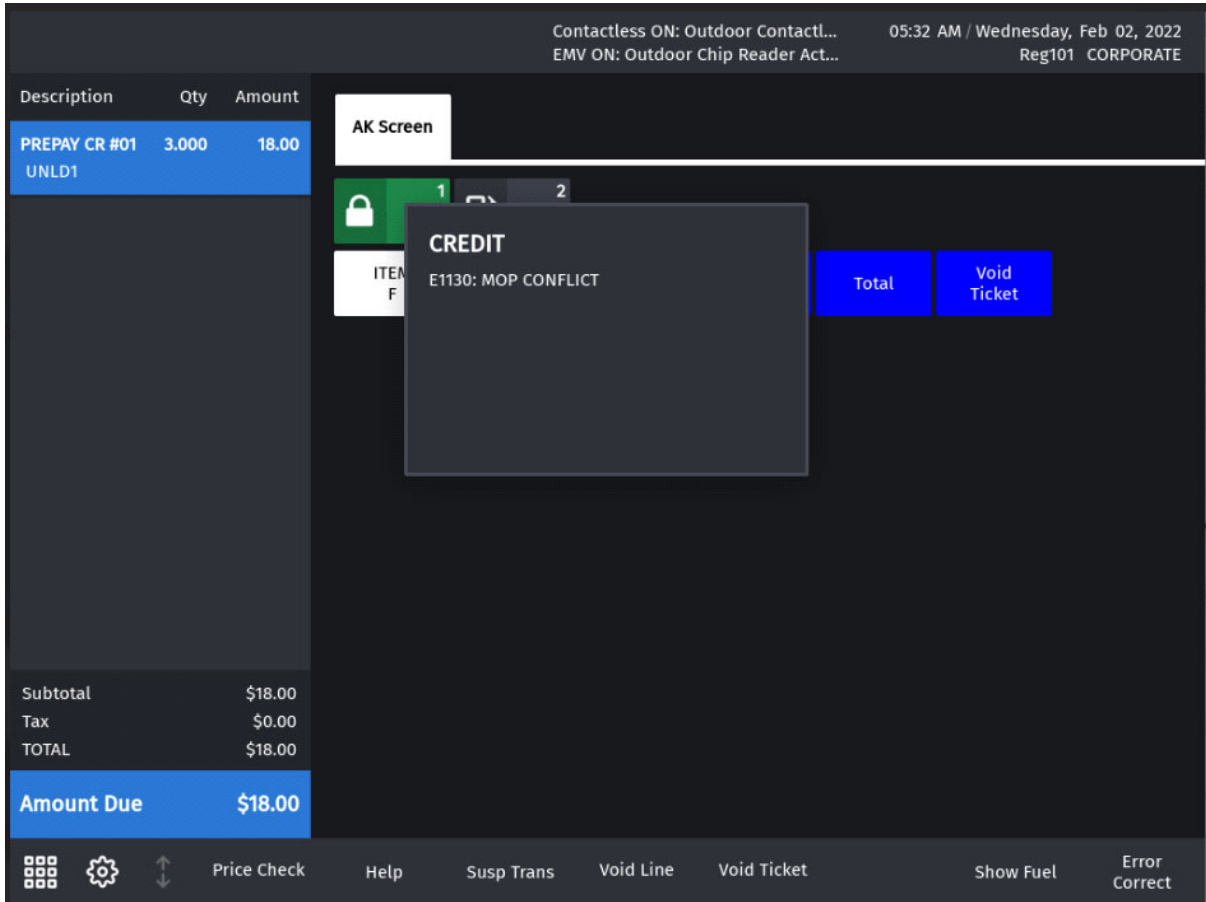 Contactless ON: Outdoor Contactl...
EMV ON: Outdoor Chip Reader Act...
05:32 AM / Wednesday, Feb 02, 2022
Reg101 CORPORATE
Description Qty Amount
PREPAY CR #01 3.000 18.00
UNLD1
Subtotal $18.00
Tax $0.00
TOTAL $18.00
Amount Due $18.00
AK Screen
1
2
F
CREDIT
E1130: MOP CONFLICT
Total
Void
Ticket
Price Check
Help
Susp Trans
Void Line
Void Ticket
Show Fuel
Error
Correct